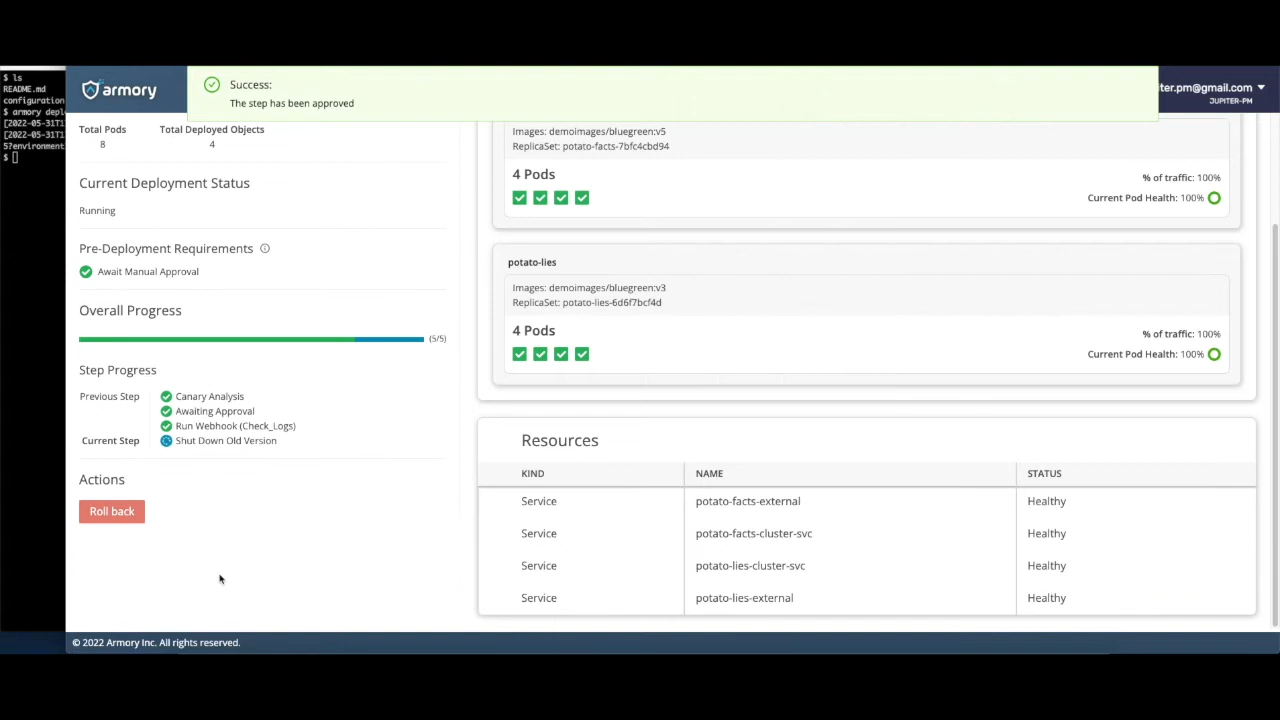 $ ls
README.md
configuration
$ armory depl
[2022-05-31T1
[2022-05-31T1
5?environment
$
armory
Success:
The step has been approved
ter.pm@gmail.com
JUPITER-PM
Total Pods
Total Deployed Objects
8
4
Current Deployment Status
Running
Pre-Deployment Requirements
Await Manual Approval
Overall Progress
(5/5)
Step Progress
Previous Step
Canary Analysis
Awaiting Approval
Run Webhook (Check_Logs)
Current Step
Shut Down Old Version
Actions
Roll back
Images: demoimages/bluegreen:v5
ReplicaSet: potato-facts-7bfc4cbd94
4 Pods
% of traffic: 100%
Current Pod Health: 100%
potato-lies
Images: demoimages/bluegreen:v3
ReplicaSet: potato-lies-6d6f7bcf4d
4 Pods
% of traffic: 100%
Current Pod Health: 100%
Resources
KIND NAME STATUS
Service potato-facts-external Healthy
Service potato-facts-cluster-svc Healthy
Service potato-lies-cluster-svc Healthy
Service potato-lies-external Healthy
© 2022 Armory Inc. All rights reserved.